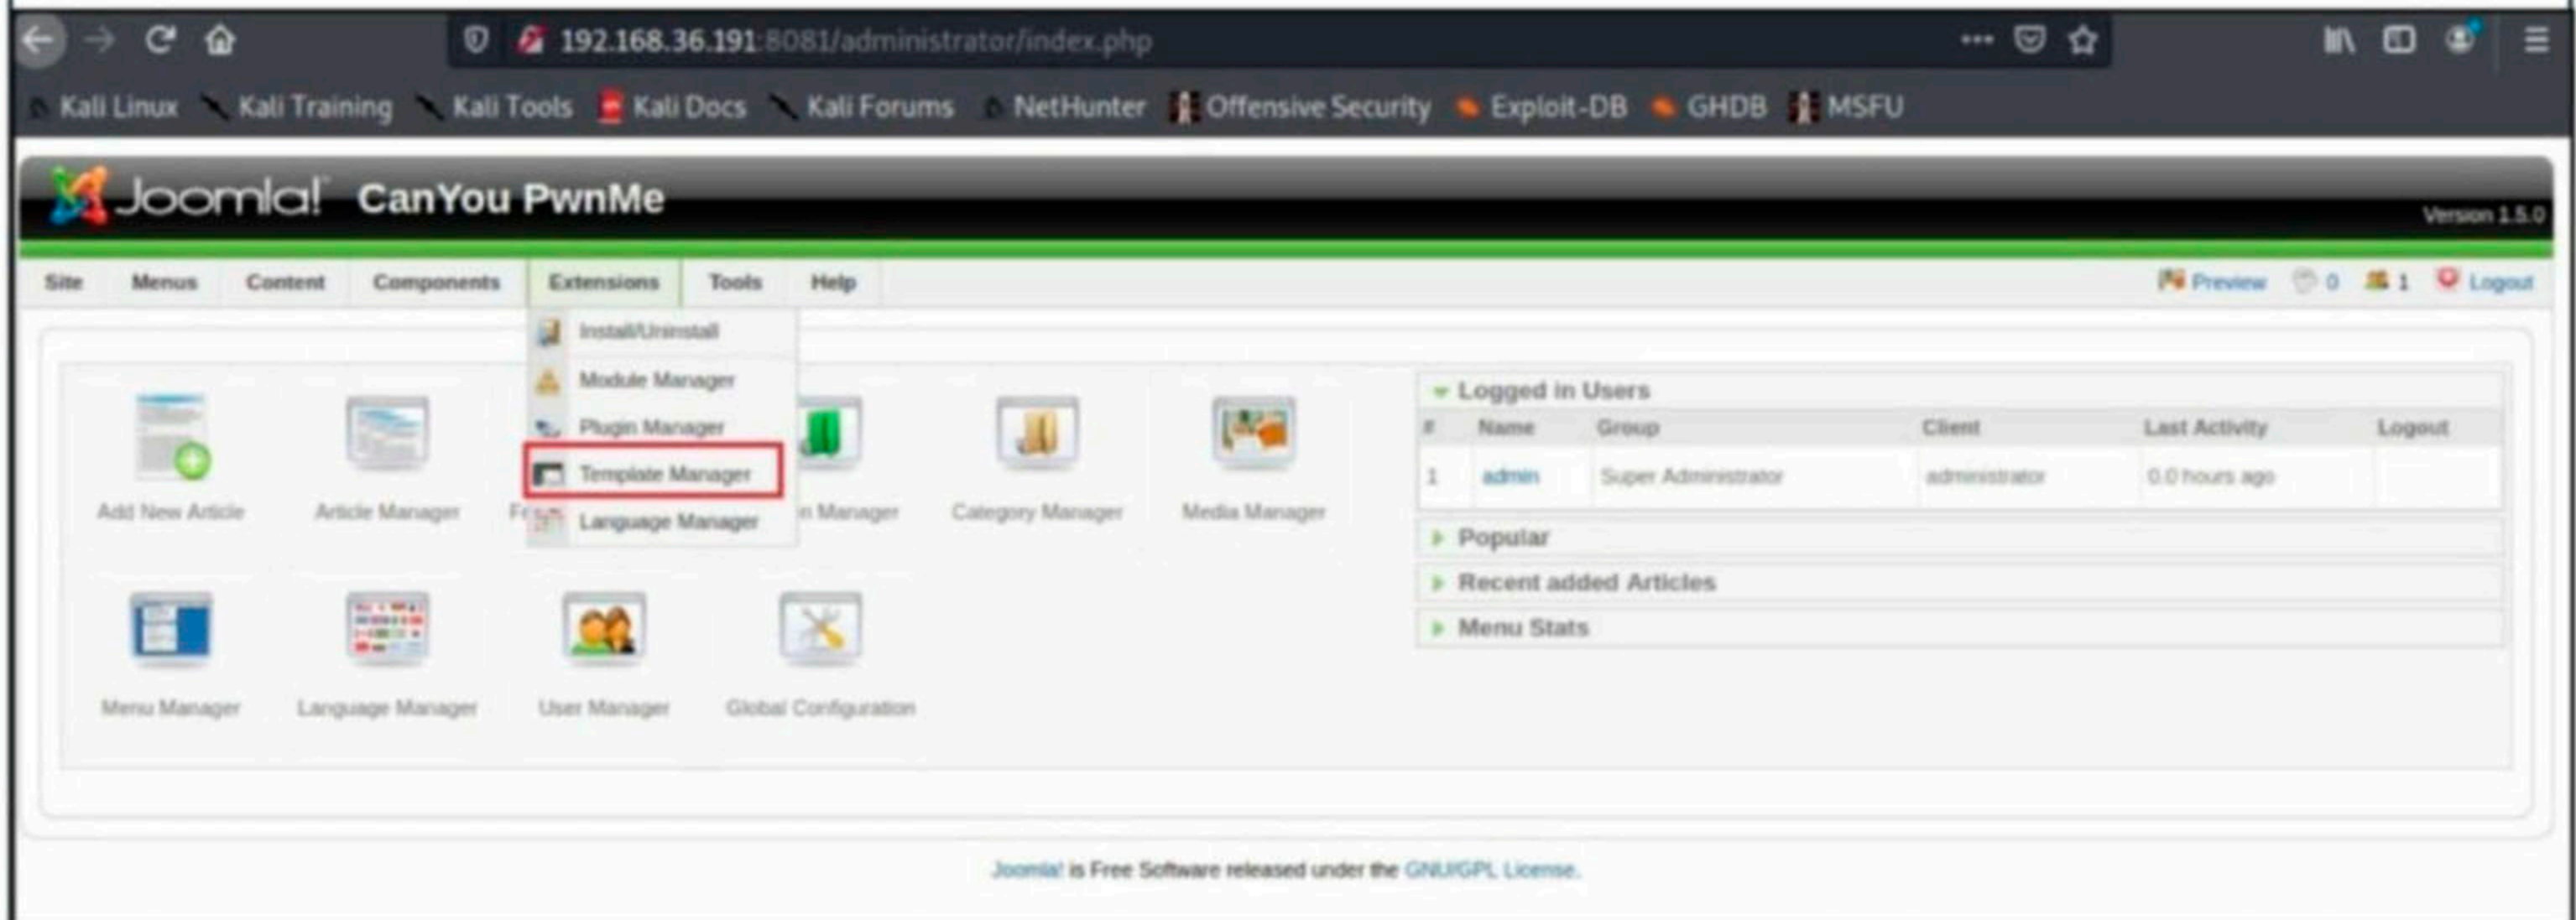 192.168.36.191:8081/administrator/index.php
Kali Linux Kali Training Kali Tools Kali Docs Kali Forums NetHunter Offensive Security Exploit-DB GHDB MSFU
Joomla! CanYou PwnMe
Version 1.5.0
Site Menus Content Components Extensions Tools Help Preview 0 1 Logout
Install/Uninstall
Module Manager
Plugin Manager
Template Manager
Language Manager
Add New Article Article Manager n Manager Category Manager Media Manager
Menu Manager Language Manager User Manager Global Configuration
Logged in Users
# Name Group Client Last Activity Logout
1 admin Super Administrator administrator 0.0 hours ago
Popular
Recent added Articles
Menu Stats
Joomla! is Free Software released under the GNU/GPL License.